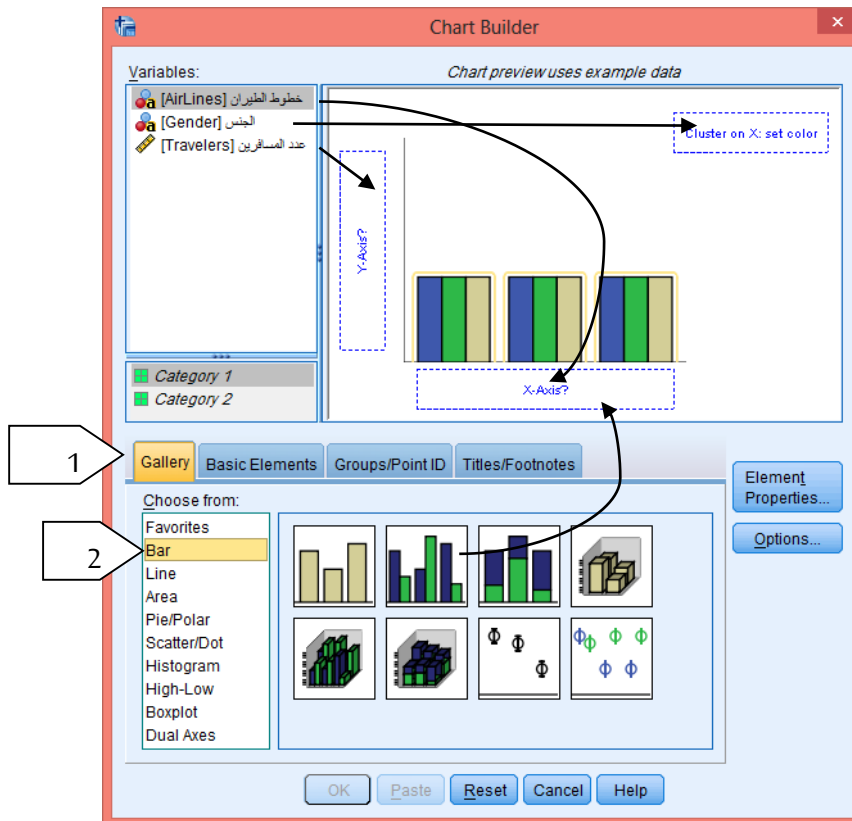 Chart Builder
x
Variables:
Chart preview uses example data
خطوط الطيران [AirLines]
الجنس [Gender]
عدد المسافرين [Travelers]
Cluster on X: set color
Y-Axis?
X-Axis?
Category 1
Category 2
1
Gallery
Basic Elements
Groups/Point ID
Titles/Footnotes
Element Properties...
Options...
Choose from:
2
Favorites
Bar
Line
Area
Pie/Polar
Scatter/Dot
Histogram
High-Low
Boxplot
Dual Axes
OK
Paste
Reset
Cancel
Help